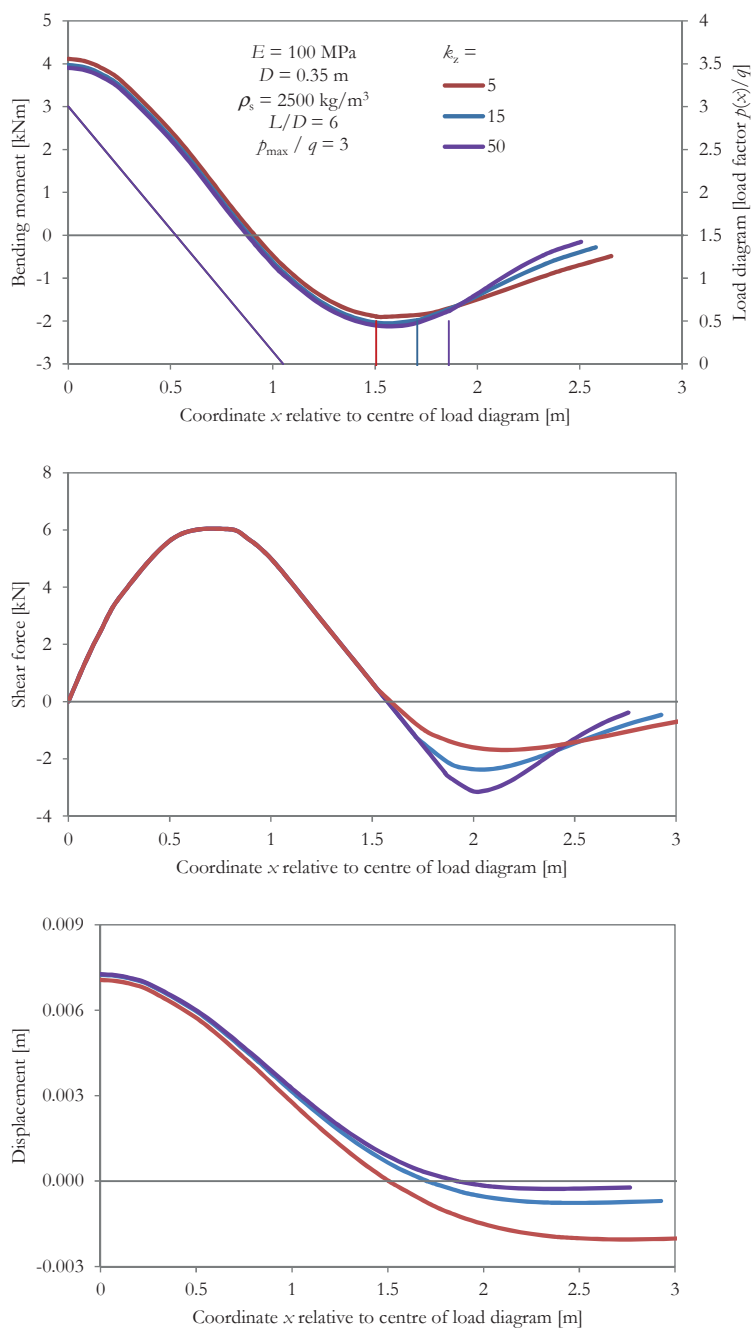 5
4
3
2
1
0
-1
-2
-3
Bending moment [kNm]
E = 100 MPa
D = 0.35 m
ρs = 2500 kg/m³
L/D = 6
pmax / q = 3
kz =
5
15
50
4
3.5
3
2.5
2
1.5
1
0.5
0
Load diagram [load factor p(x)/q]
0 0.5 1 1.5 2 2.5 3
Coordinate x relative to centre of load diagram [m]
8
6
4
2
0
-2
-4
Shear force [kN]
0 0.5 1 1.5 2 2.5 3
Coordinate x relative to centre of load diagram [m]
0.009
0.006
0.003
0.000
-0.003
Displacement [m]
0 0.5 1 1.5 2 2.5 3
Coordinate x relative to centre of load diagram [m]